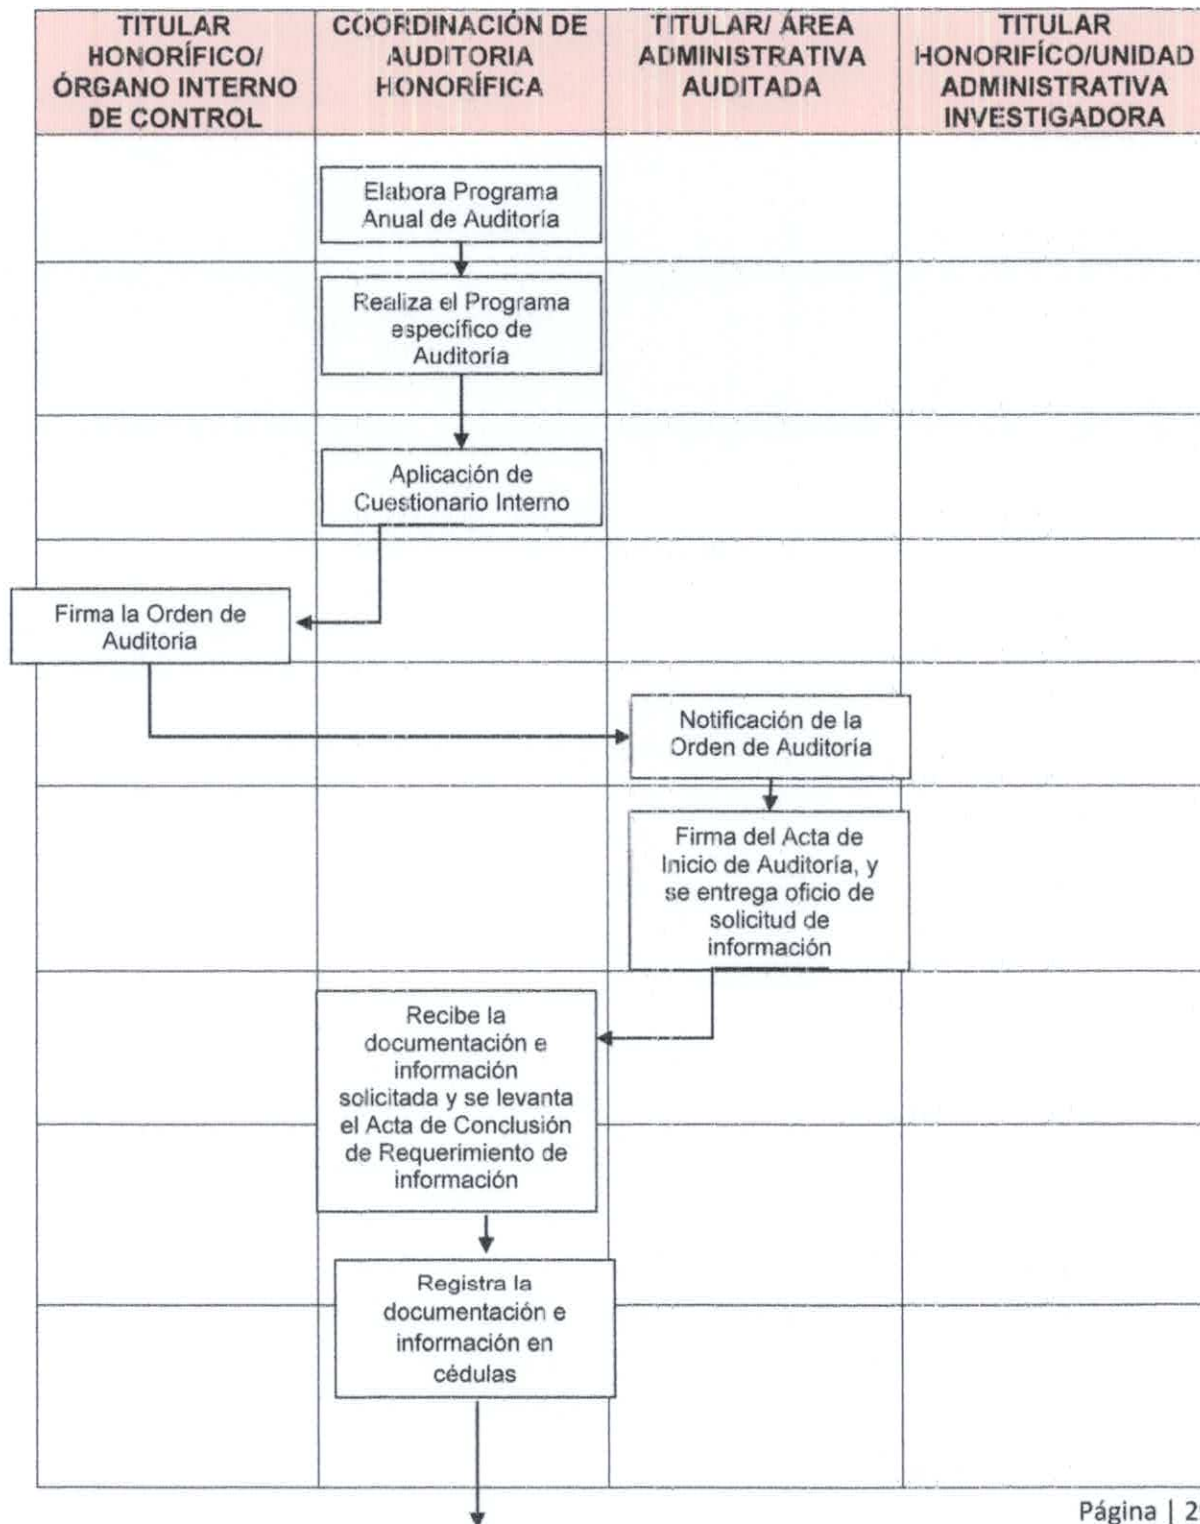 TITULAR
HONORÍFICO/
ÓRGANO INTERNO
DE CONTROL
COORDINACIÓN DE
AUDITORIA
HONORÍFICA
TITULAR/ ÁREA
ADMINISTRATIVA
AUDITADA
TITULAR
HONORIFÍCO/UNIDAD
ADMINISTRATIVA
INVESTIGADORA
Elabora Programa
Anual de Auditoría
Realiza el Programa
específico de
Auditoría
Aplicación de
Cuestionario Interno
Firma la Orden de
Auditoria
Notificación de la
Orden de Auditoría
Firma del Acta de
Inicio de Auditoría, y
se entrega oficio de
solicitud de
información
Recibe la
documentación e
información
solicitada y se levanta
el Acta de Conclusión
de Requerimiento de
información
Registra la
documentación e
información en
cédulas
Página | 2